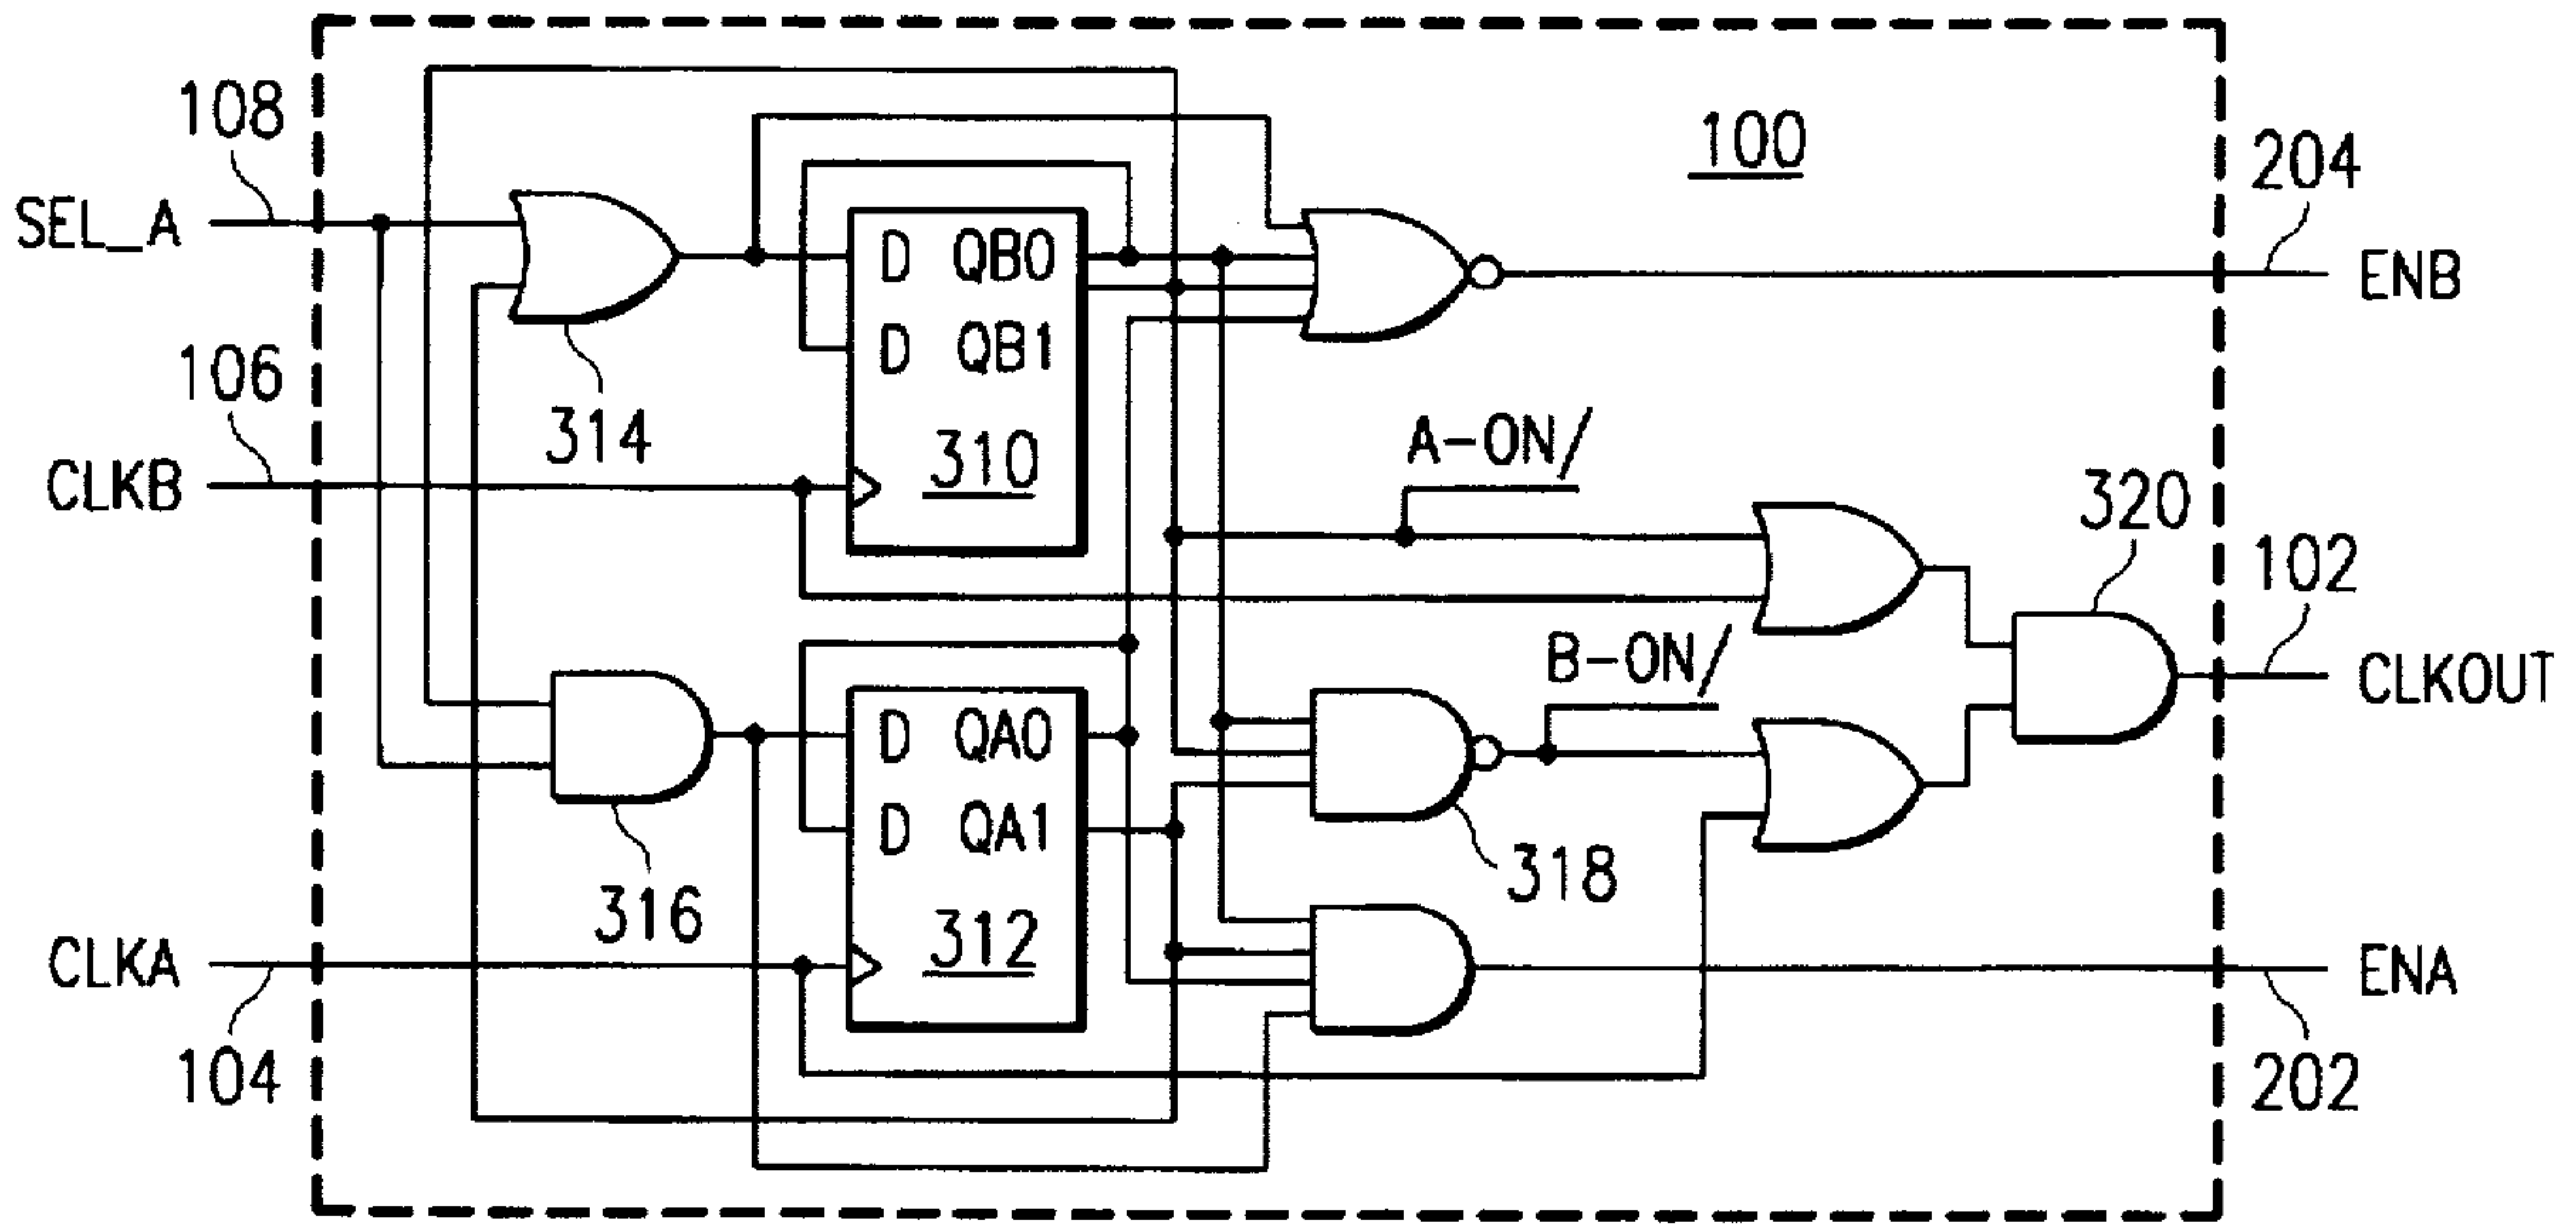 108
100
204
SEL_A
D QB0
ENB
106
D QB1
314
310
A-ON/
CLKB
320
102
B-ON/
CLKOUT
D QA0
D QA1
318
316
312
CLKA
ENA
104
202